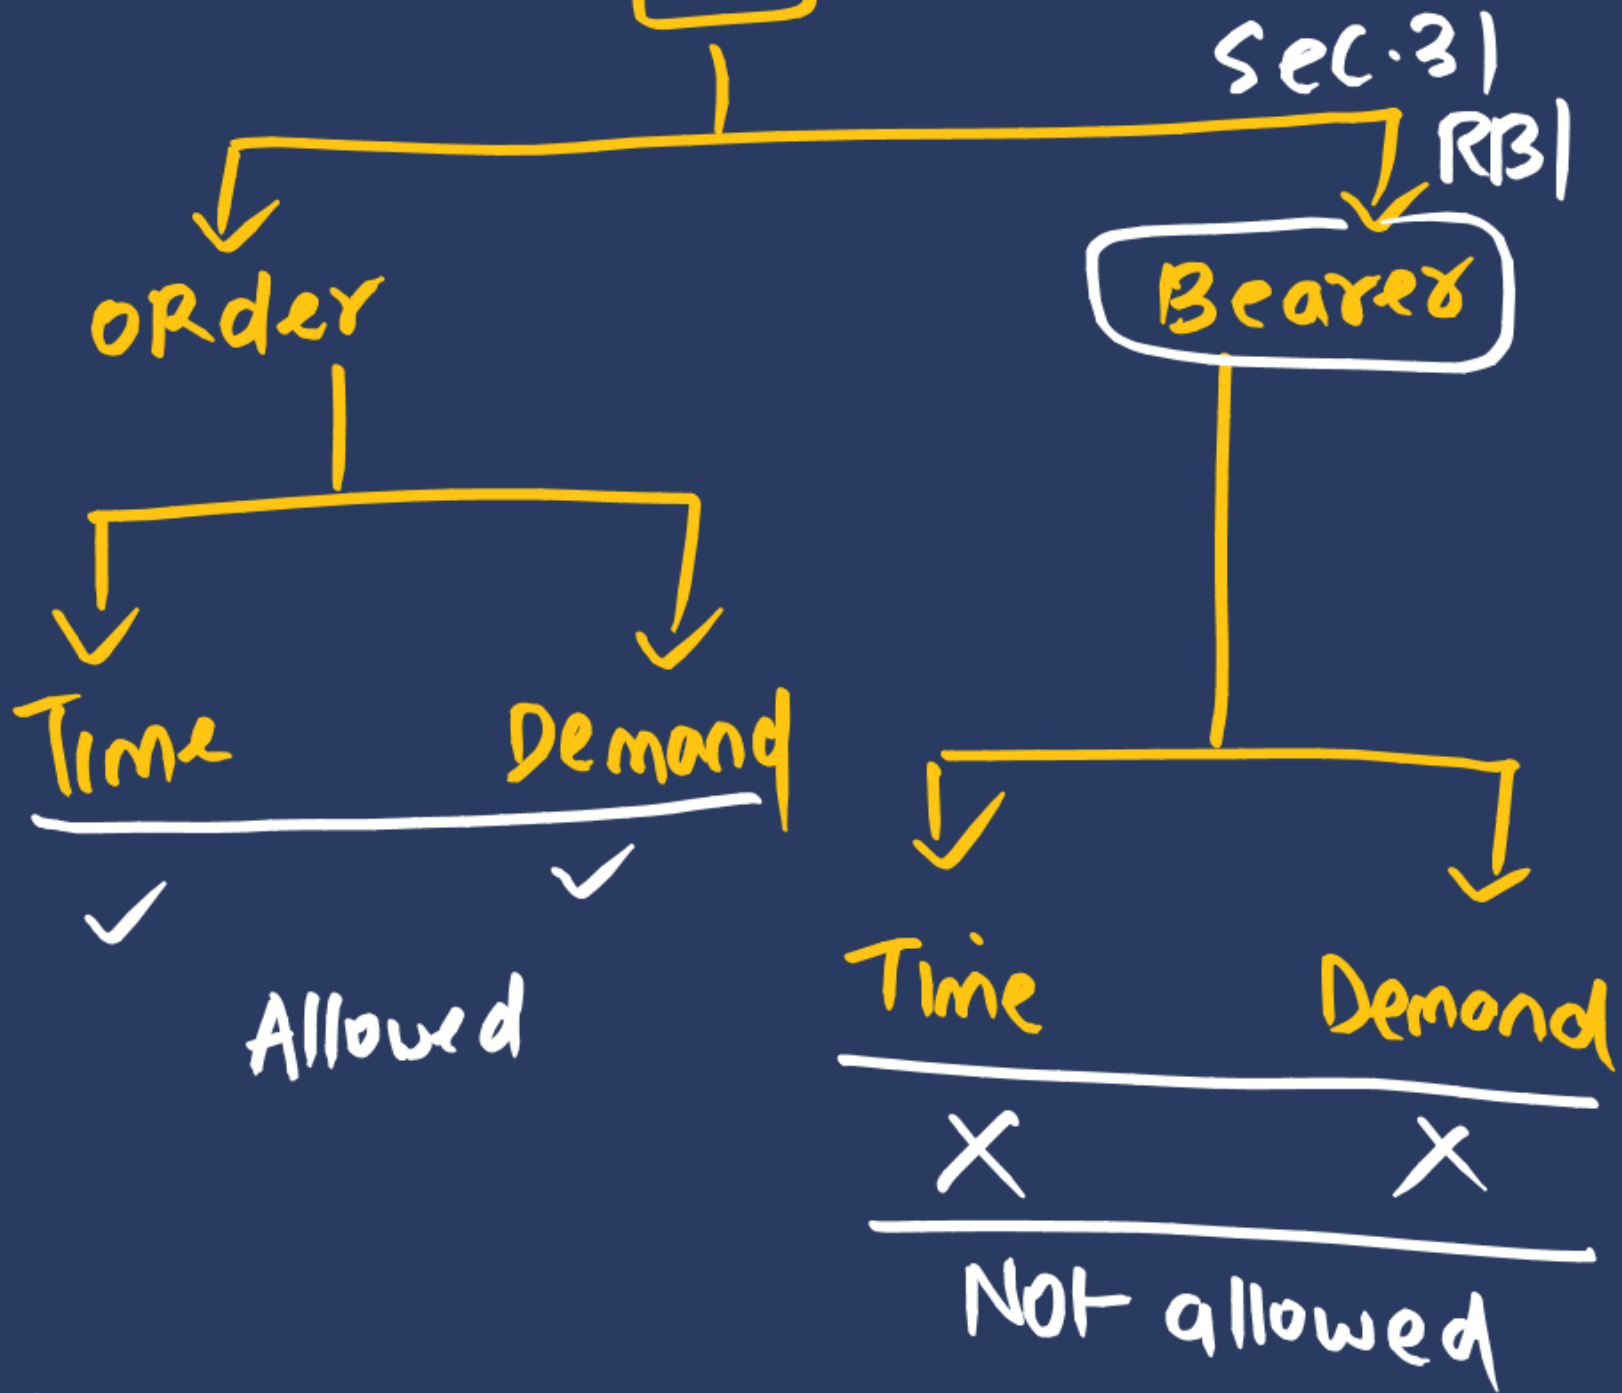 Sec.31
RBI
oRder
Bearer
Time Demand
Allowed
Time Demand
Not allowed